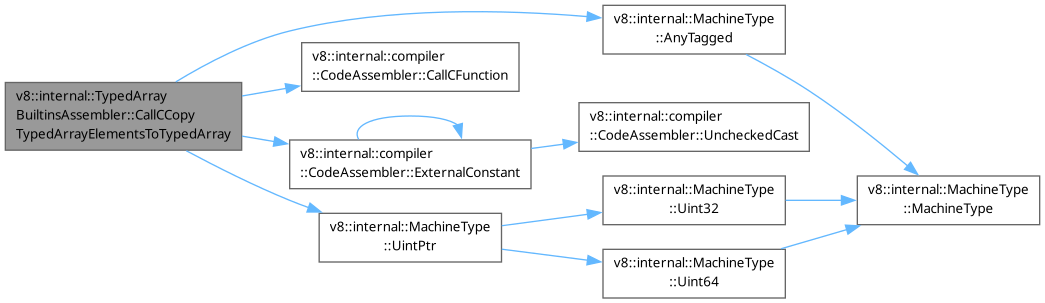 v8::internal::TypedArray
BuiltinsAssembler::CallCCopy
TypedArrayElementsToTypedArray
v8::internal::MachineType
::AnyTagged
v8::internal::compiler
::CodeAssembler::CallCFunction
v8::internal::compiler
::CodeAssembler::ExternalConstant
v8::internal::compiler
::CodeAssembler::UncheckedCast
v8::internal::MachineType
::UintPtr
v8::internal::MachineType
::Uint32
v8::internal::MachineType
::Uint64
v8::internal::MachineType
::MachineType